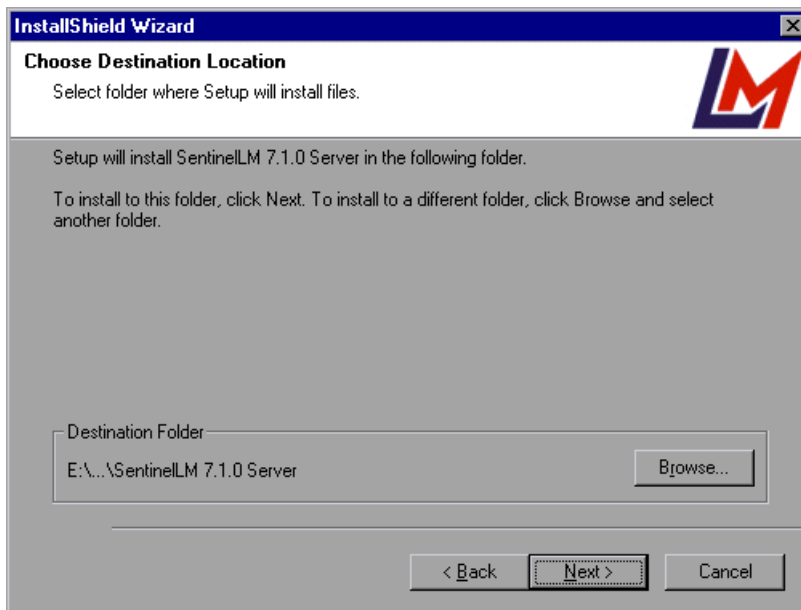 InstallShield Wizard
Choose Destination Location
Select folder where Setup will install files.
LM
Setup will install SentinelLM 7.1.0 Server in the following folder.
To install to this folder, click Next. To install to a different folder, click Browse and select
another folder.
Destination Folder
E:\...\SentinelLM 7.1.0 Server
Browse...
< Back
Next >
Cancel